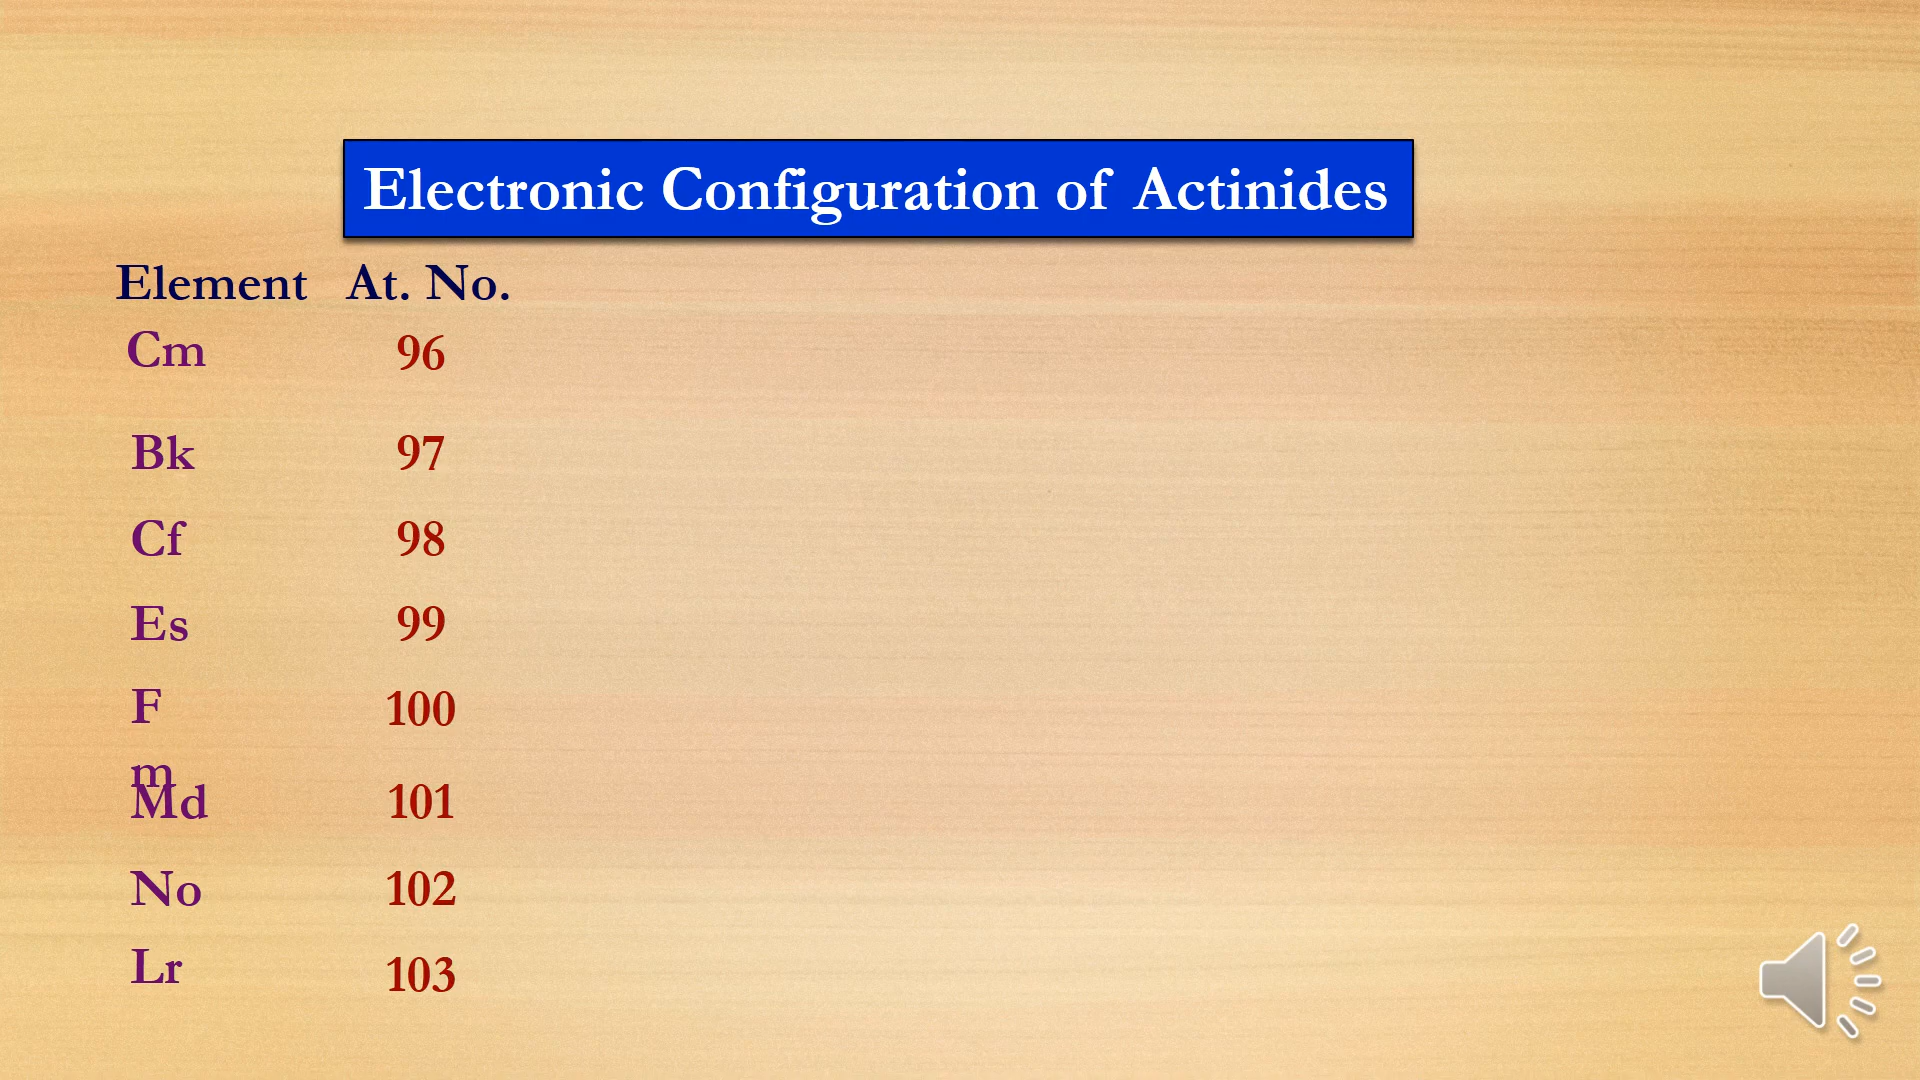 Electronic Configuration of Actinides
Element At. No.
Cm 96
Bk 97
Cf 98
Es 99
F 100
m
Md 101
No 102
Lr 103